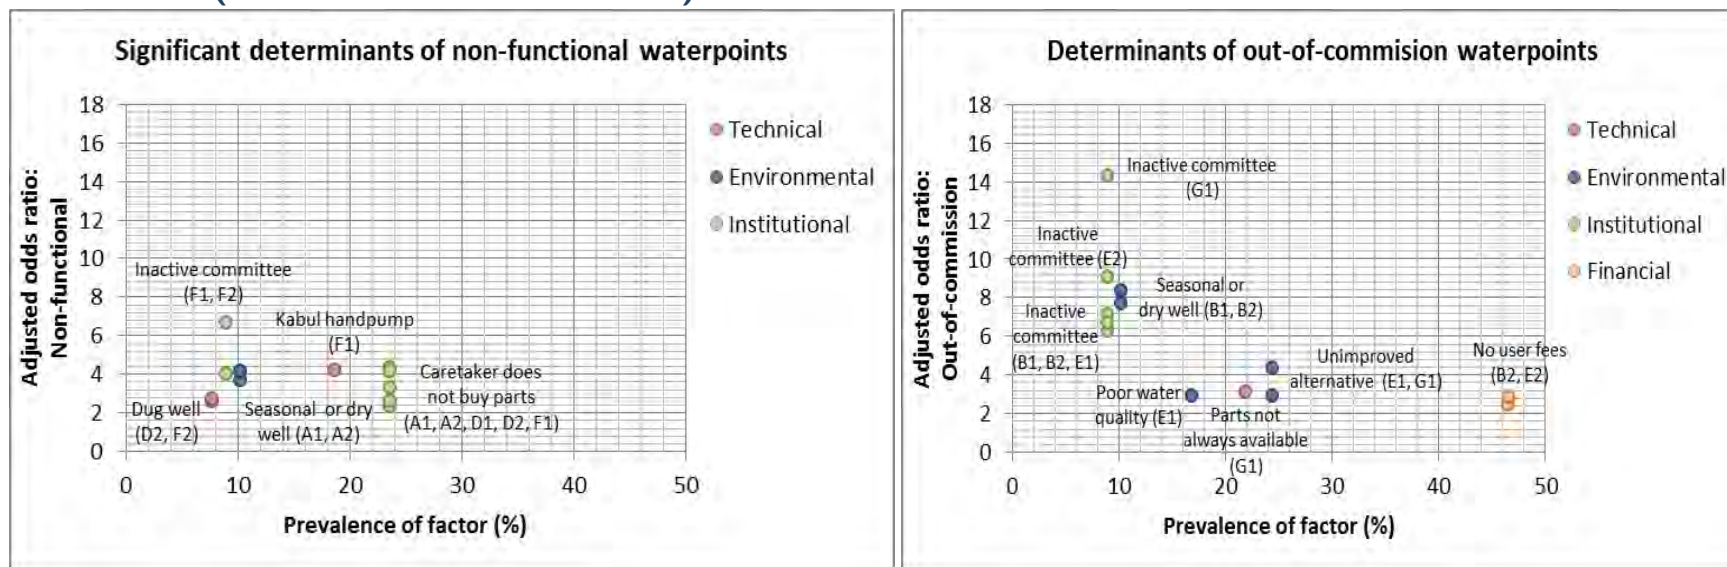 Significant determinants of non-functional waterpoints
18
16
14
12
10
8
6
4
2
0
0 10 20 30 40 50
Adjusted odds ratio:
Non-functional
Prevalence of factor (%)
Technical
Environmental
Institutional
Inactive committee
(F1, F2)
Kabul handpump
(F1)
Dug well
(D2, F2)
Seasonal or dry
well (A1, A2)
Caretaker does
not buy parts
(A1, A2, D1, D2, F1)
Determinants of out-of-commision waterpoints
18
16
14
12
10
8
6
4
2
0
0 10 20 30 40 50
Adjusted odds ratio:
Out-of-commission
Prevalence of factor (%)
Technical
Environmental
Institutional
Financial
Inactive committee
(G1)
Inactive
committee (E2)
Seasonal or
dry well (B1, B2)
Inactive
committee
(B1, B2, E1)
Poor water
quality (E1)
Parts not
always available
(G1)
Unimproved
alternative (E1, G1)
No user fees
(B2, E2)